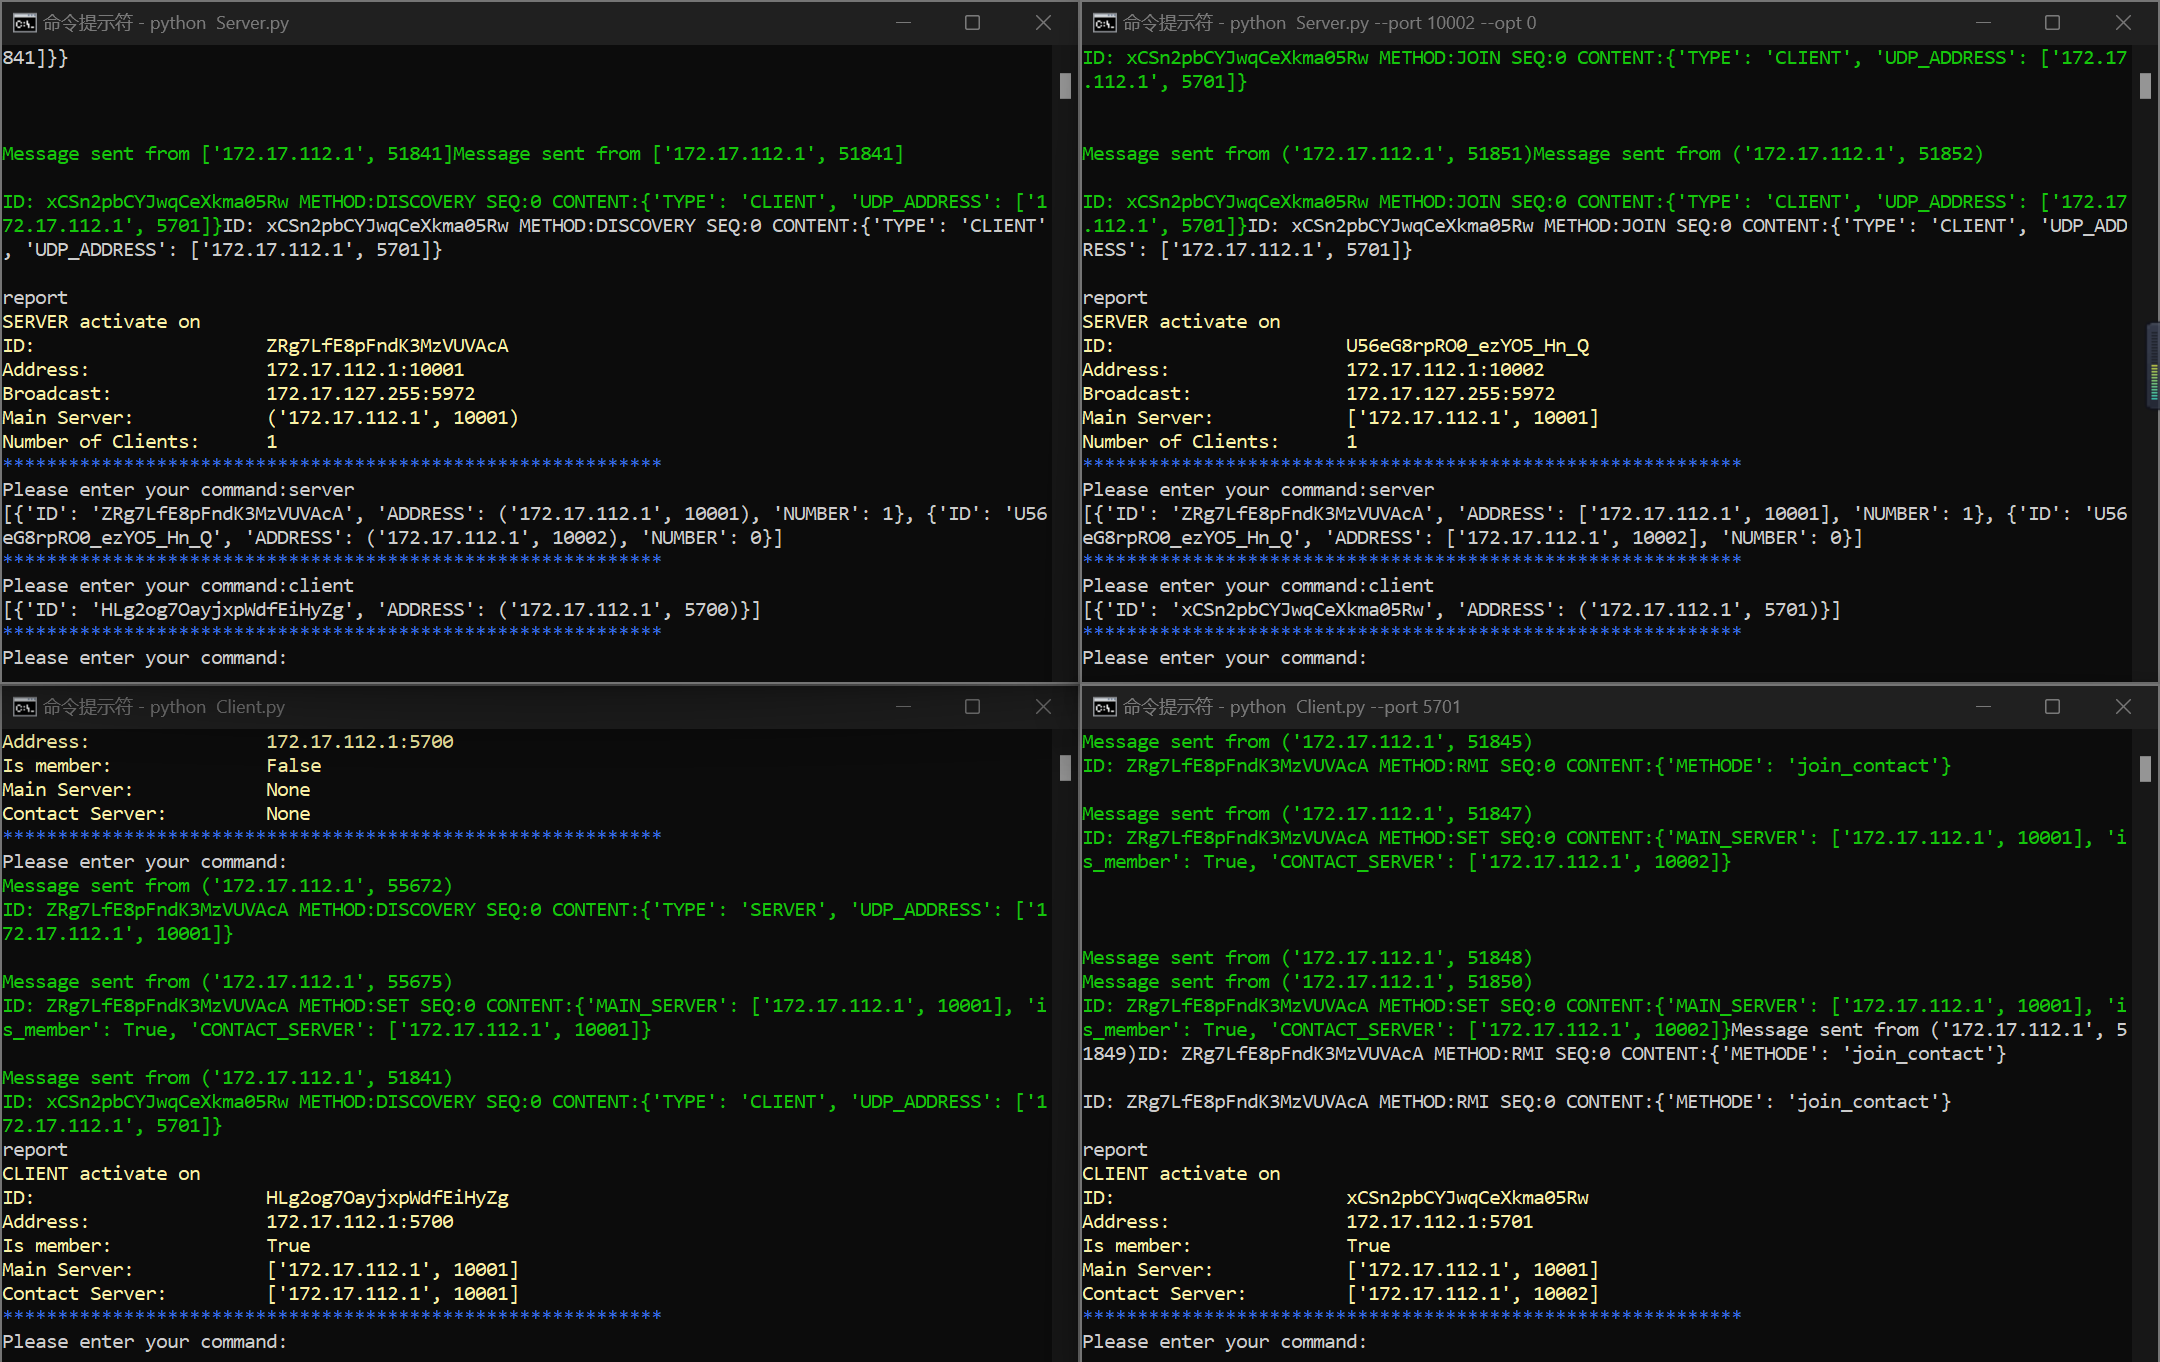 命令提示符 - python  Server.py
841]}}
Message sent from ['172.17.112.1', 51841]Message sent from ['172.17.112.1', 51841]
ID: xCSn2pbCYJwqCeXkma05Rw METHOD:DISCOVERY SEQ:0 CONTENT:{'TYPE': 'CLIENT', 'UDP_ADDRESS': ['1
72.17.112.1', 5701]}ID: xCSn2pbCYJwqCeXkma05Rw METHOD:DISCOVERY SEQ:0 CONTENT:{'TYPE': 'CLIENT'
, 'UDP_ADDRESS': ['172.17.112.1', 5701]}
report
SERVER activate on
ID: ZRg7LfE8pFndK3MzVUVAcA
Address: 172.17.112.1:10001
Broadcast: 172.17.127.255:5972
Main Server: ('172.17.112.1', 10001)
Number of Clients: 1
************************************************************
Please enter your command:server
[{'ID': 'ZRg7LfE8pFndK3MzVUVAcA', 'ADDRESS': ('172.17.112.1', 10001), 'NUMBER': 1}, {'ID': 'U56
eG8rpRO0_ezYO5_Hn_Q', 'ADDRESS': ('172.17.112.1', 10002), 'NUMBER': 0}]
************************************************************
Please enter your command:client
[{'ID': 'HLg2og7OayjxpWdfEiHyZg', 'ADDRESS': ('172.17.112.1', 5700)}]
************************************************************
Please enter your command:
命令提示符 - python  Server.py --port 10002 --opt 0
ID: xCSn2pbCYJwqCeXkma05Rw METHOD:JOIN SEQ:0 CONTENT:{'TYPE': 'CLIENT', 'UDP_ADDRESS': ['172.17
.112.1', 5701]}
Message sent from ('172.17.112.1', 51851)Message sent from ('172.17.112.1', 51852)
ID: xCSn2pbCYJwqCeXkma05Rw METHOD:JOIN SEQ:0 CONTENT:{'TYPE': 'CLIENT', 'UDP_ADDRESS': ['172.17
.112.1', 5701]}ID: xCSn2pbCYJwqCeXkma05Rw METHOD:JOIN SEQ:0 CONTENT:{'TYPE': 'CLIENT', 'UDP_ADD
RESS': ['172.17.112.1', 5701]}
report
SERVER activate on
ID: U56eG8rpRO0_ezYO5_Hn_Q
Address: 172.17.112.1:10002
Broadcast: 172.17.127.255:5972
Main Server: ['172.17.112.1', 10001]
Number of Clients: 1
************************************************************
Please enter your command:server
[{'ID': 'ZRg7LfE8pFndK3MzVUVAcA', 'ADDRESS': ['172.17.112.1', 10001], 'NUMBER': 1}, {'ID': 'U56
eG8rpRO0_ezYO5_Hn_Q', 'ADDRESS': ['172.17.112.1', 10002], 'NUMBER': 0}]
************************************************************
Please enter your command:client
[{'ID': 'xCSn2pbCYJwqCeXkma05Rw', 'ADDRESS': ('172.17.112.1', 5701)}]
************************************************************
Please enter your command:
命令提示符 - python  Client.py
Address: 172.17.112.1:5700
Is member: False
Main Server: None
Contact Server: None
************************************************************
Please enter your command:
Message sent from ('172.17.112.1', 55672)
ID: ZRg7LfE8pFndK3MzVUVAcA METHOD:DISCOVERY SEQ:0 CONTENT:{'TYPE': 'SERVER', 'UDP_ADDRESS': ['1
72.17.112.1', 10001]}
Message sent from ('172.17.112.1', 55675)
ID: ZRg7LfE8pFndK3MzVUVAcA METHOD:SET SEQ:0 CONTENT:{'MAIN_SERVER': ['172.17.112.1', 10001], 'i
s_member': True, 'CONTACT_SERVER': ['172.17.112.1', 10001]}
Message sent from ('172.17.112.1', 51841)
ID: xCSn2pbCYJwqCeXkma05Rw METHOD:DISCOVERY SEQ:0 CONTENT:{'TYPE': 'CLIENT', 'UDP_ADDRESS': ['1
72.17.112.1', 5701]}
report
CLIENT activate on
ID: HLg2og7OayjxpWdfEiHyZg
Address: 172.17.112.1:5700
Is member: True
Main Server: ['172.17.112.1', 10001]
Contact Server: ['172.17.112.1', 10001]
************************************************************
Please enter your command:
命令提示符 - python  Client.py --port 5701
Message sent from ('172.17.112.1', 51845)
ID: ZRg7LfE8pFndK3MzVUVAcA METHOD:RMI SEQ:0 CONTENT:{'METHODE': 'join_contact'}
Message sent from ('172.17.112.1', 51847)
ID: ZRg7LfE8pFndK3MzVUVAcA METHOD:SET SEQ:0 CONTENT:{'MAIN_SERVER': ['172.17.112.1', 10001], 'i
s_member': True, 'CONTACT_SERVER': ['172.17.112.1', 10002]}
Message sent from ('172.17.112.1', 51848)
Message sent from ('172.17.112.1', 51850)
ID: ZRg7LfE8pFndK3MzVUVAcA METHOD:SET SEQ:0 CONTENT:{'MAIN_SERVER': ['172.17.112.1', 10001], 'i
s_member': True, 'CONTACT_SERVER': ['172.17.112.1', 10002]}Message sent from ('172.17.112.1', 5
1849)ID: ZRg7LfE8pFndK3MzVUVAcA METHOD:RMI SEQ:0 CONTENT:{'METHODE': 'join_contact'}
ID: ZRg7LfE8pFndK3MzVUVAcA METHOD:RMI SEQ:0 CONTENT:{'METHODE': 'join_contact'}
report
CLIENT activate on
ID: xCSn2pbCYJwqCeXkma05Rw
Address: 172.17.112.1:5701
Is member: True
Main Server: ['172.17.112.1', 10001]
Contact Server: ['172.17.112.1', 10002]
************************************************************
Please enter your command: